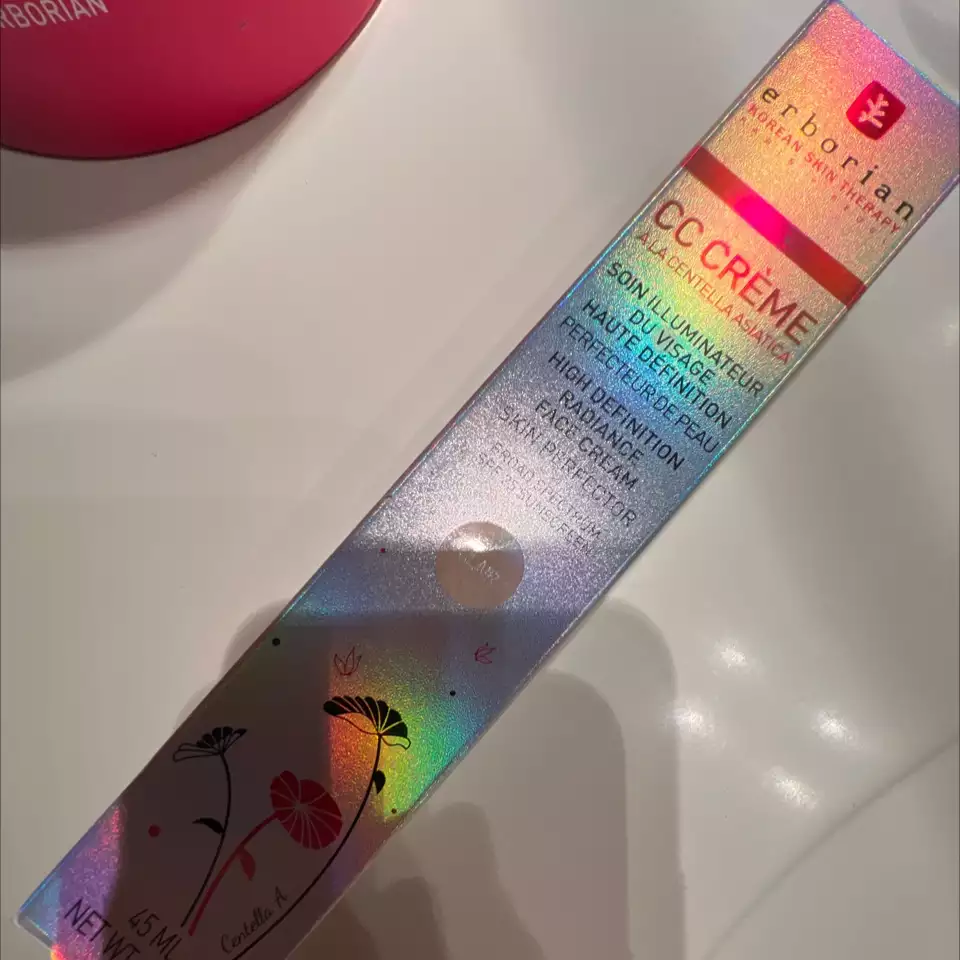 RBORIAN
erborian
KOREAN SKIN THERAPY
CC CRÈME
À LA CENTELLA ASIATICA
SOIN ILLUMINATEUR
DU VISAGE
HAUTE DÉFINITION
PERFECTEUR DE PEAU
HIGH DEFINITION
RADIANCE
FACE CREAM
SKIN PERFECTOR
BROAD SPECTRUM
SPF 25 SUNSCREEN
Centella A
45 ML
NET WT